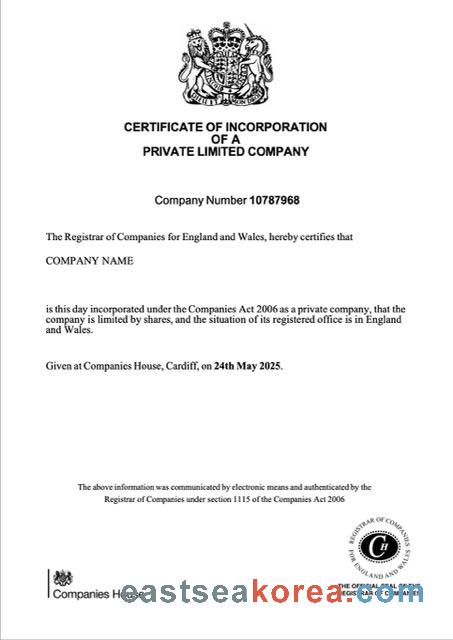 CERTIFICATE OF INCORPORATION
OF A
PRIVATE LIMITED COMPANY
Company Number 10787968
The Registrar of Companies for England and Wales, hereby certifies that
COMPANY NAME
is this day incorporated under the Companies Act 2006 as a private company, that the
company is limited by shares, and the situation of its registered office is in England
and Wales.
Given at Companies House, Cardiff, on 24th May 2025.
The above information was communicated by electronic means and authenticated by the
Registrar of Companies under section 1115 of the Companies Act 2006
REGISTRAR OF COMPANIES
FOR ENGLAND AND WALES
CH
Companies House
THE OFFICIAL SEAL OF THE
REGISTRAR OF COMPANIES
eastseakorea.com